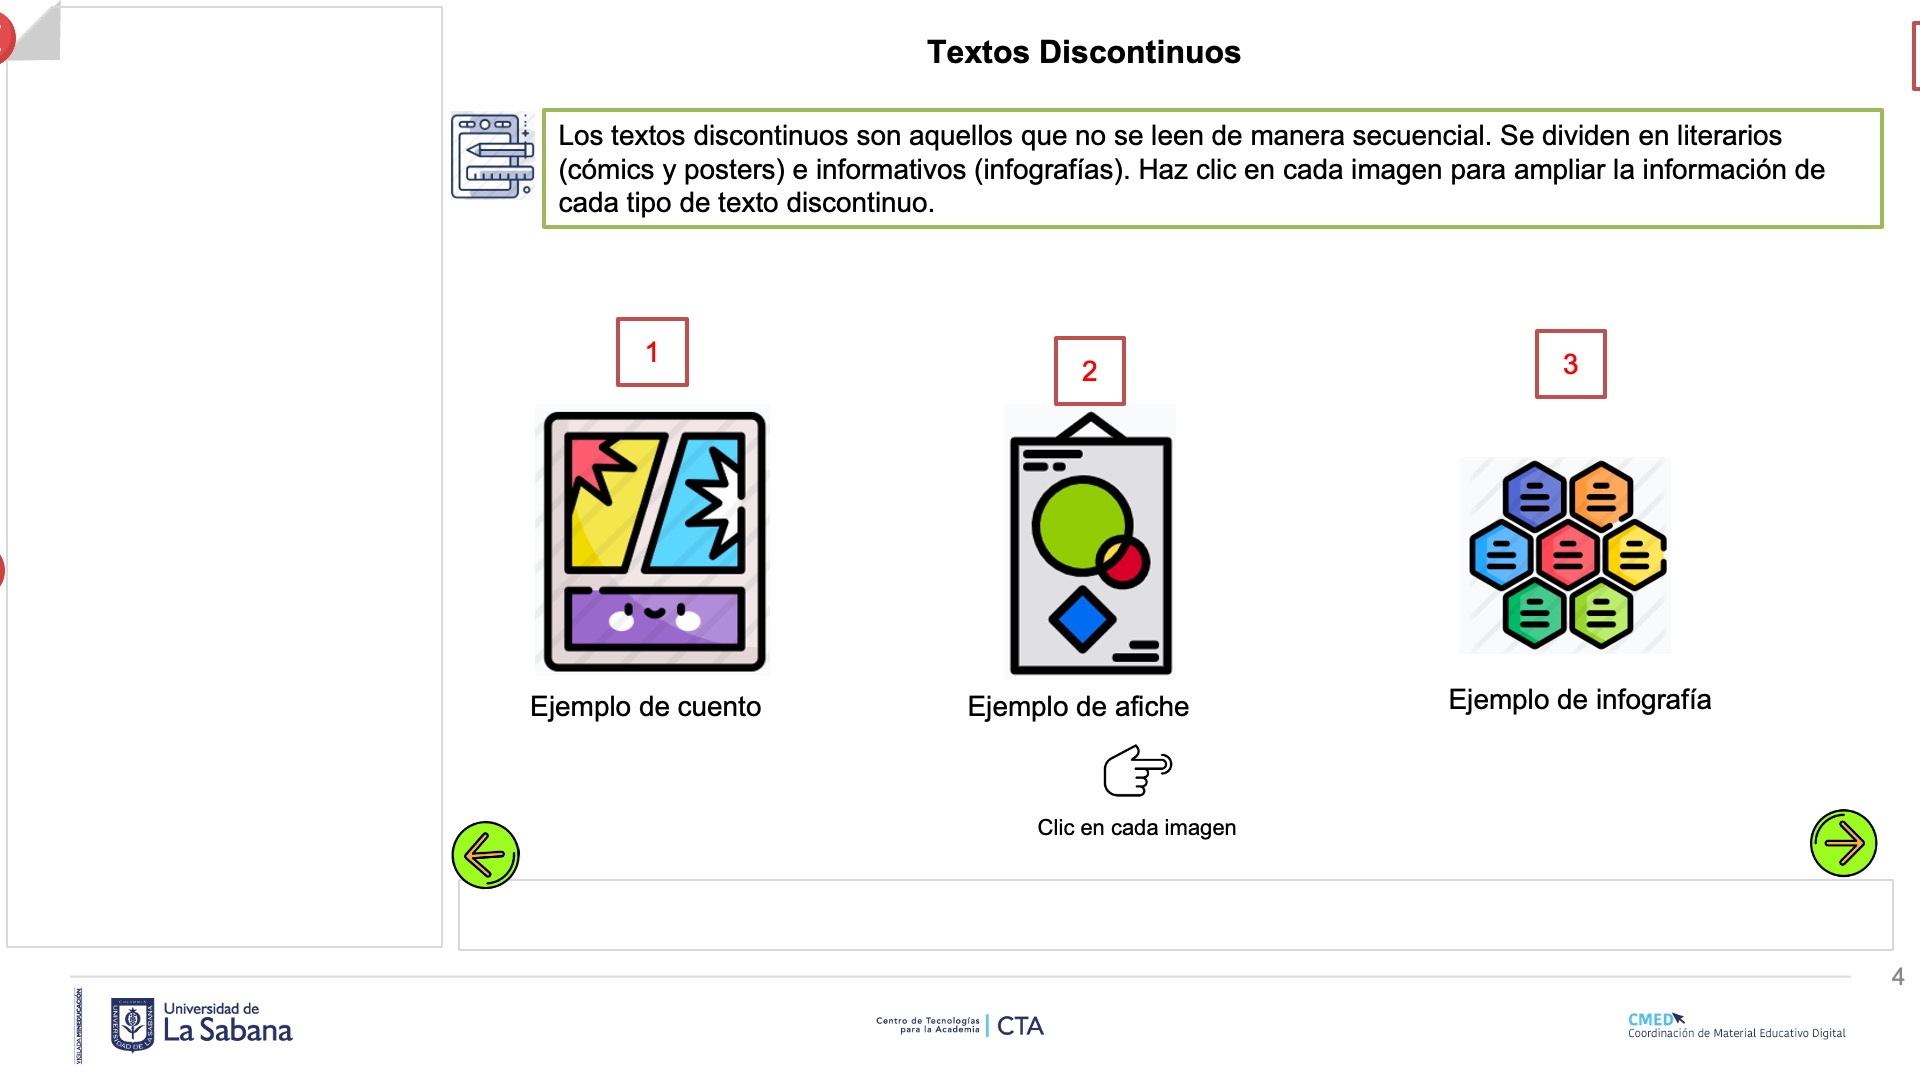 Textos Discontinuos
Los textos discontinuos son aquellos que no se leen de manera secuencial. Se dividen en literarios
(cómics y posters) e informativos (infografías). Haz clic en cada imagen para ampliar la información de
cada tipo de texto discontinuo.
1
2
3
Ejemplo de cuento
Ejemplo de afiche
Ejemplo de infografía
Clic en cada imagen
4
VIGILADA MINEDUCACIÓN
Universidad de
La Sabana
Centro de Tecnologías
para la Academia
CTA
CMED
Coordinación de Material Educativo Digital